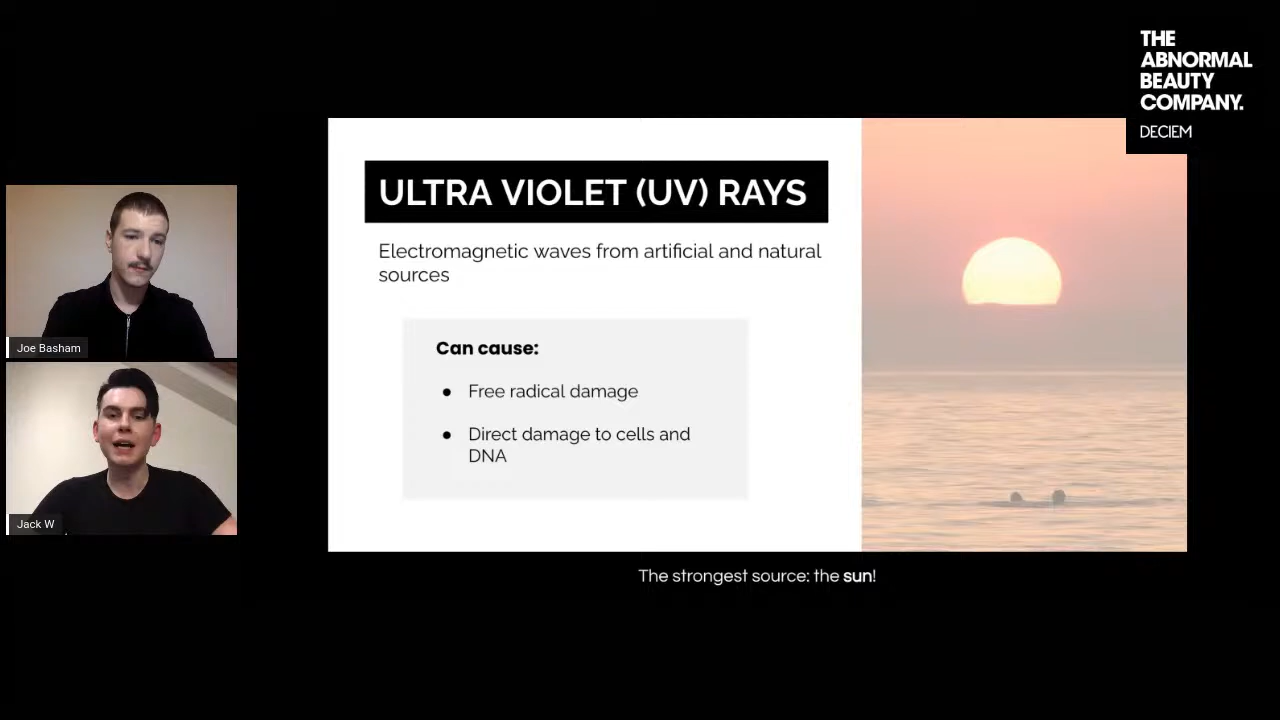 THE
ABNORMAL
BEAUTY
COMPANY.
DECIEM
ULTRA VIOLET (UV) RAYS
Electromagnetic waves from artificial and natural
sources
Can cause:
● Free radical damage
● Direct damage to cells and
DNA
Joe Basham
Jack W
The strongest source: the sun!